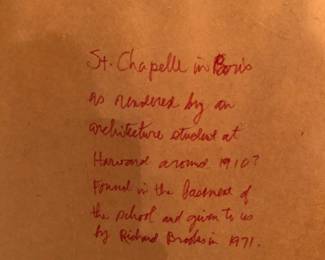 St. Chapelle in Paris
as rendered by an
architecture student at
Harvard around 1910?
Found in the basement of
the school and given to us
by Richard Brooks in 1971.